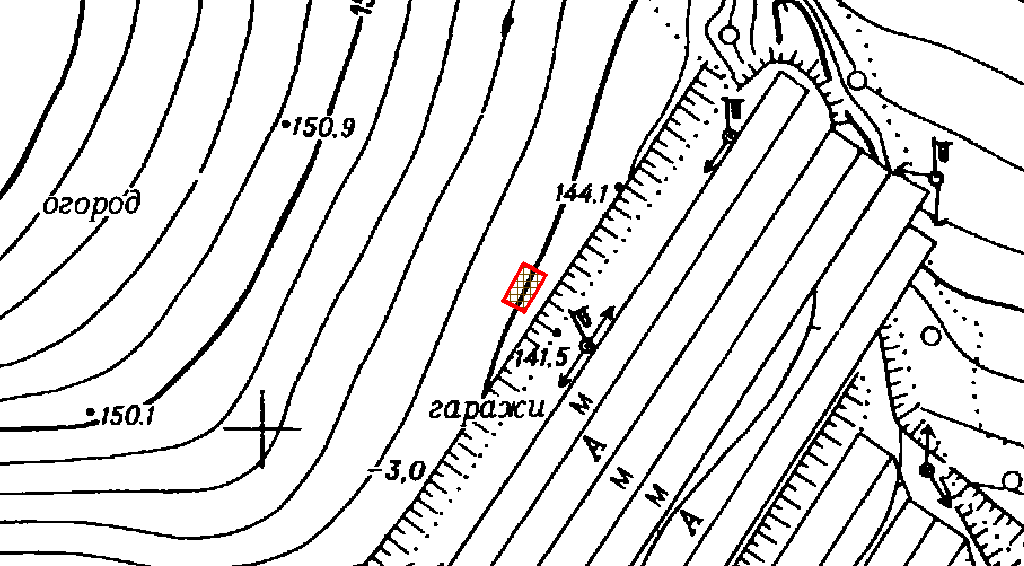 150.9
огород
144.1
141.5
150.1
гаражи
-3,0
М
А
М
М
А